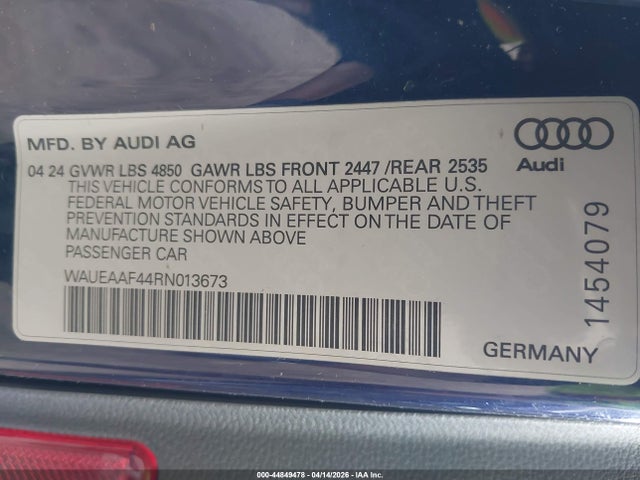 MFD. BY AUDI AG
04 24 GVWR LBS 4850 GAWR LBS FRONT 2447 /REAR 2535
THIS VEHICLE CONFORMS TO ALL APPLICABLE U.S.
FEDERAL MOTOR VEHICLE SAFETY, BUMPER AND THEFT
PREVENTION STANDARDS IN EFFECT ON THE DATE OF
MANUFACTURE SHOWN ABOVE
PASSENGER CAR
WAUEAAF44RN013673
Audi
1454079
GERMANY
000-44849478 - 04/14/2026 - IAA Inc.